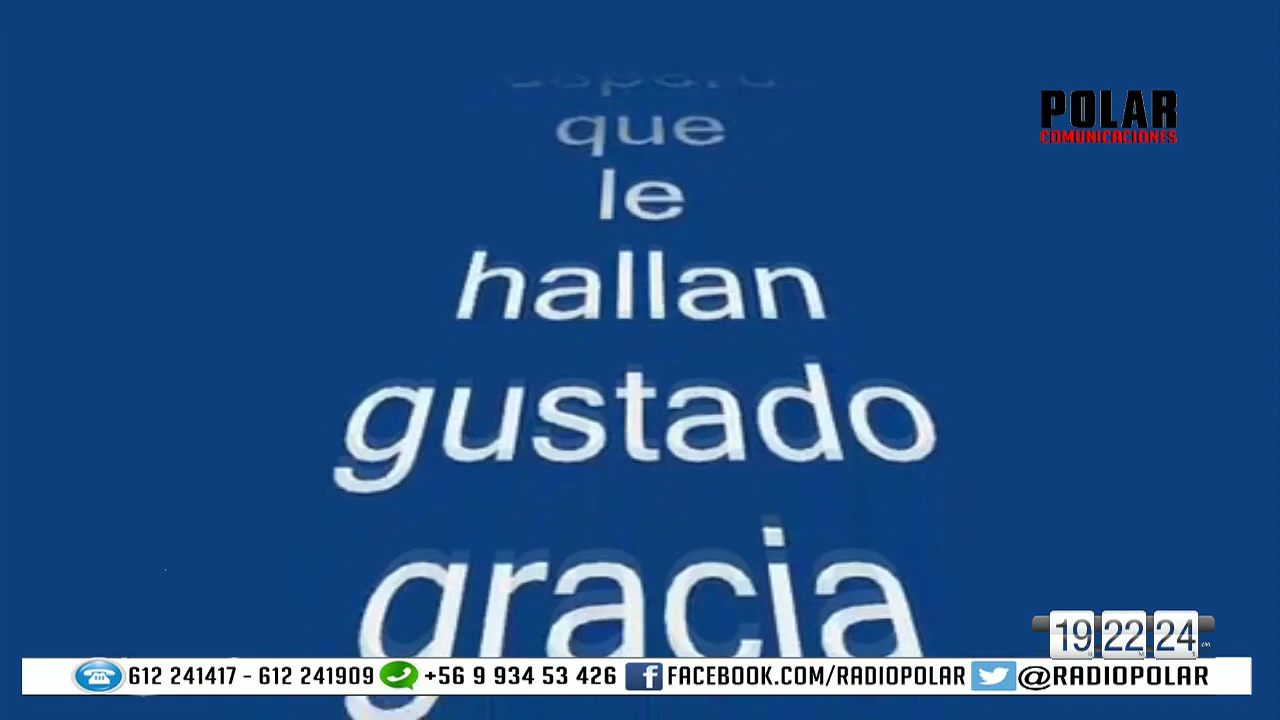 que
le
hallan
gustado
gracia
POLAR
COMUNICACIONES
19 22 24
612 241417 - 612 241909 +56 9 934 53 426 FACEBOOK.COM/RADIOPOLAR @RADIOPOLAR